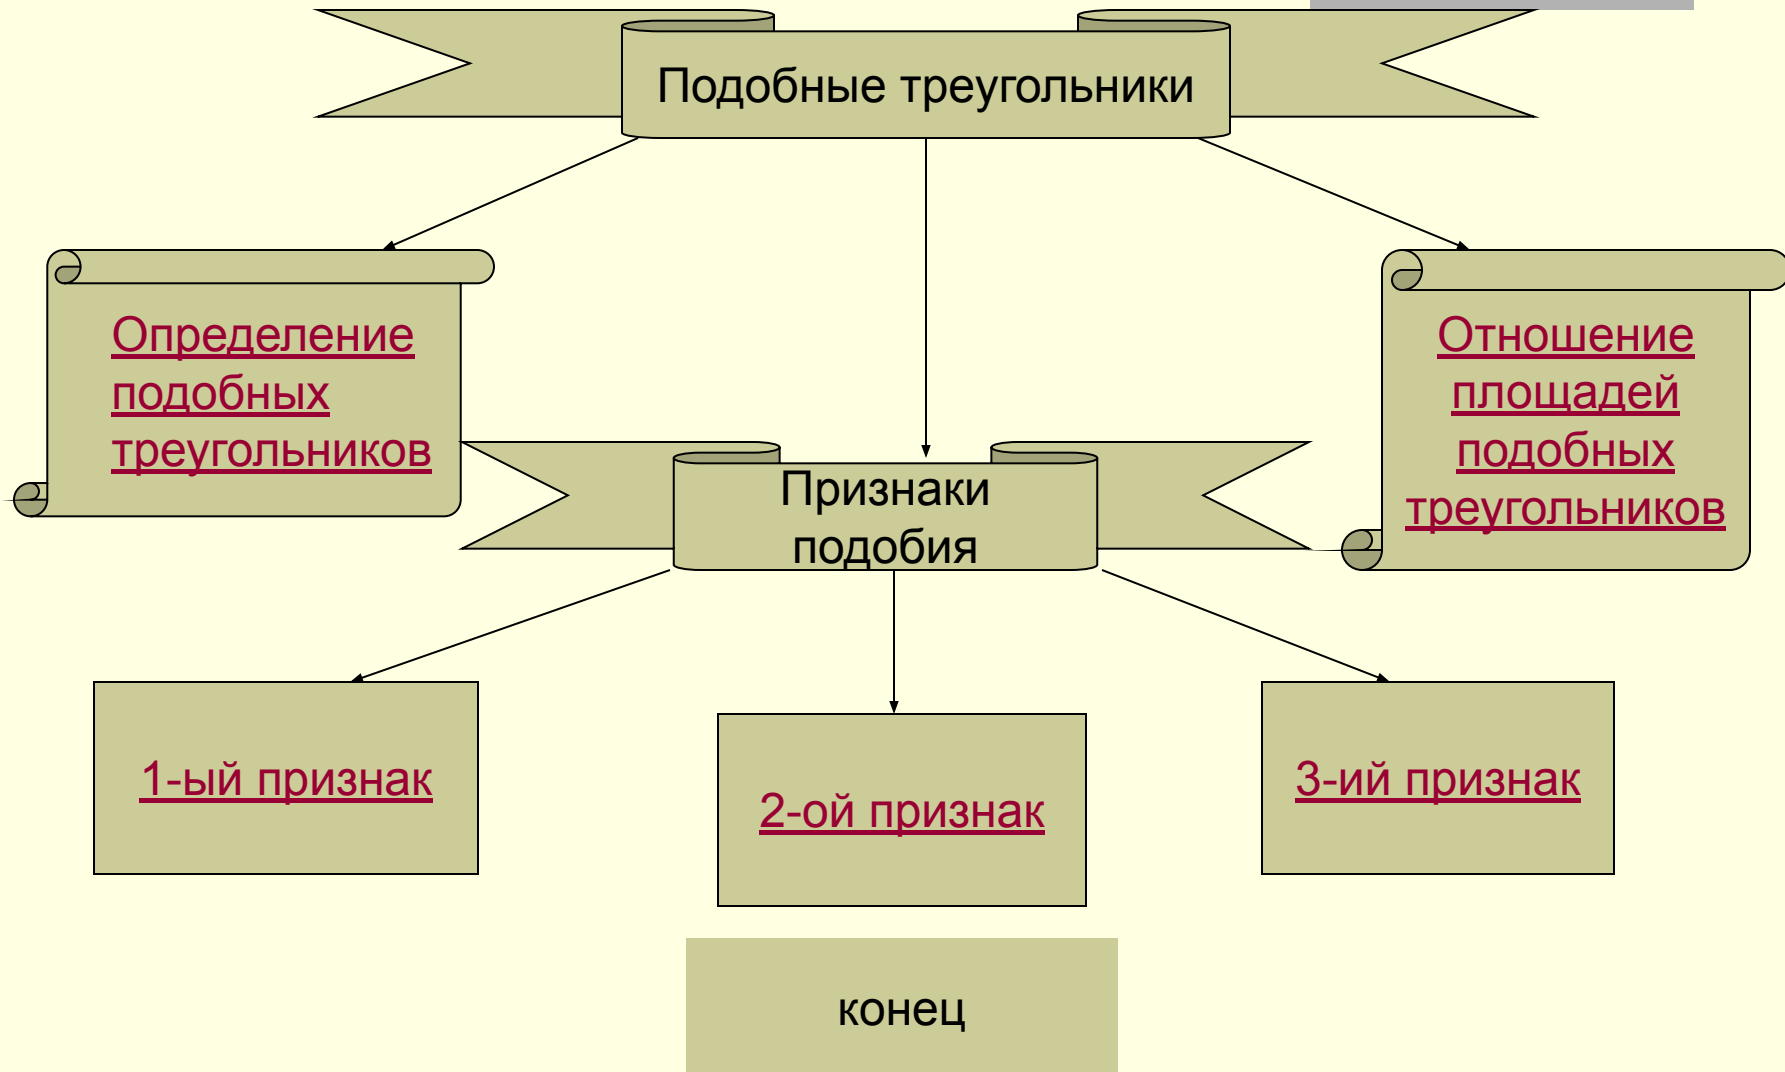 Подобные треугольники
Определение
подобных
треугольников
Отношение
площадей
подобных
треугольников
Признаки
подобия
1-ый признак
2-ой признак
3-ий признак
конец